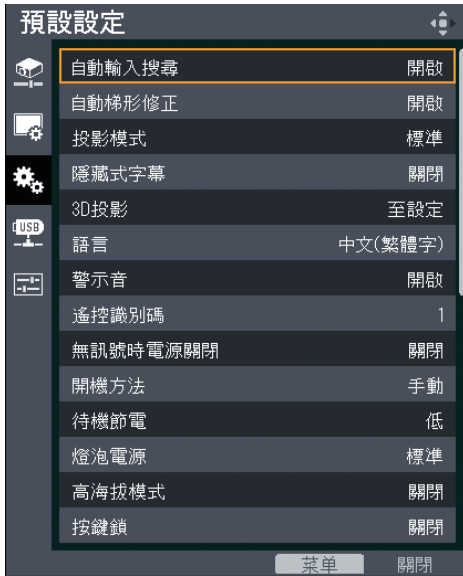 預設設定
自動輸入搜尋 開啟
自動梯形修正 開啟
投影模式 標準
隱藏式字幕 關閉
3D投影 至設定
語言 中文(繁體字)
警示音 開啟
遙控識別碼 1
無訊號時電源關閉 關閉
USB
開機方法 手動
待機節電 低
燈泡電源 標準
高海拔模式 關閉
按鍵鎖 關閉
菜单 關閉